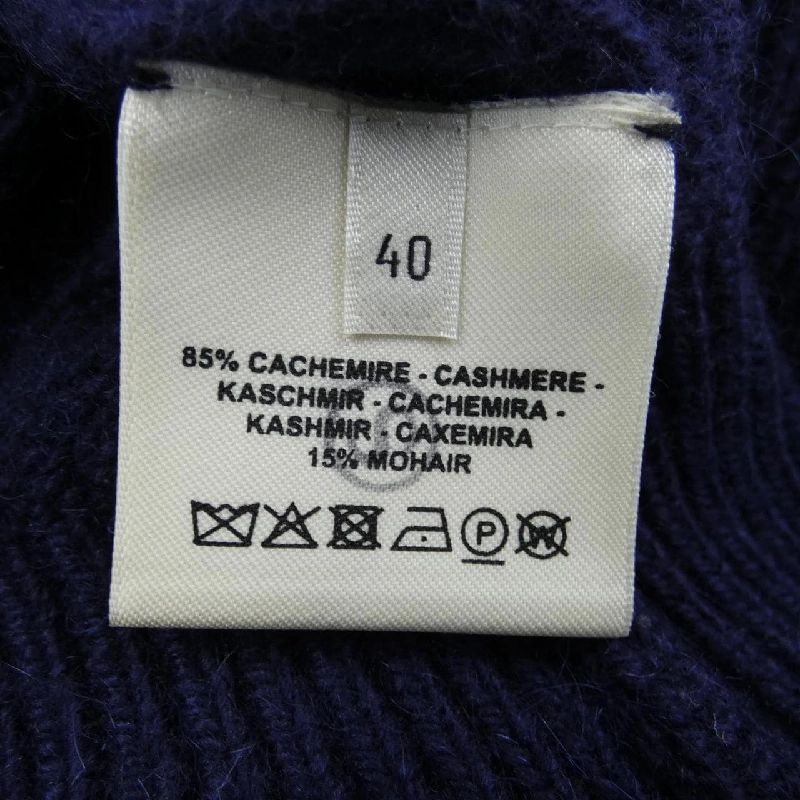 40
85% CACHEMIRE - CASHMERE -
KASCHMIR - CACHEMIRA -
KASHMIR - CAXEMIRA
15% MOHAIR
P W